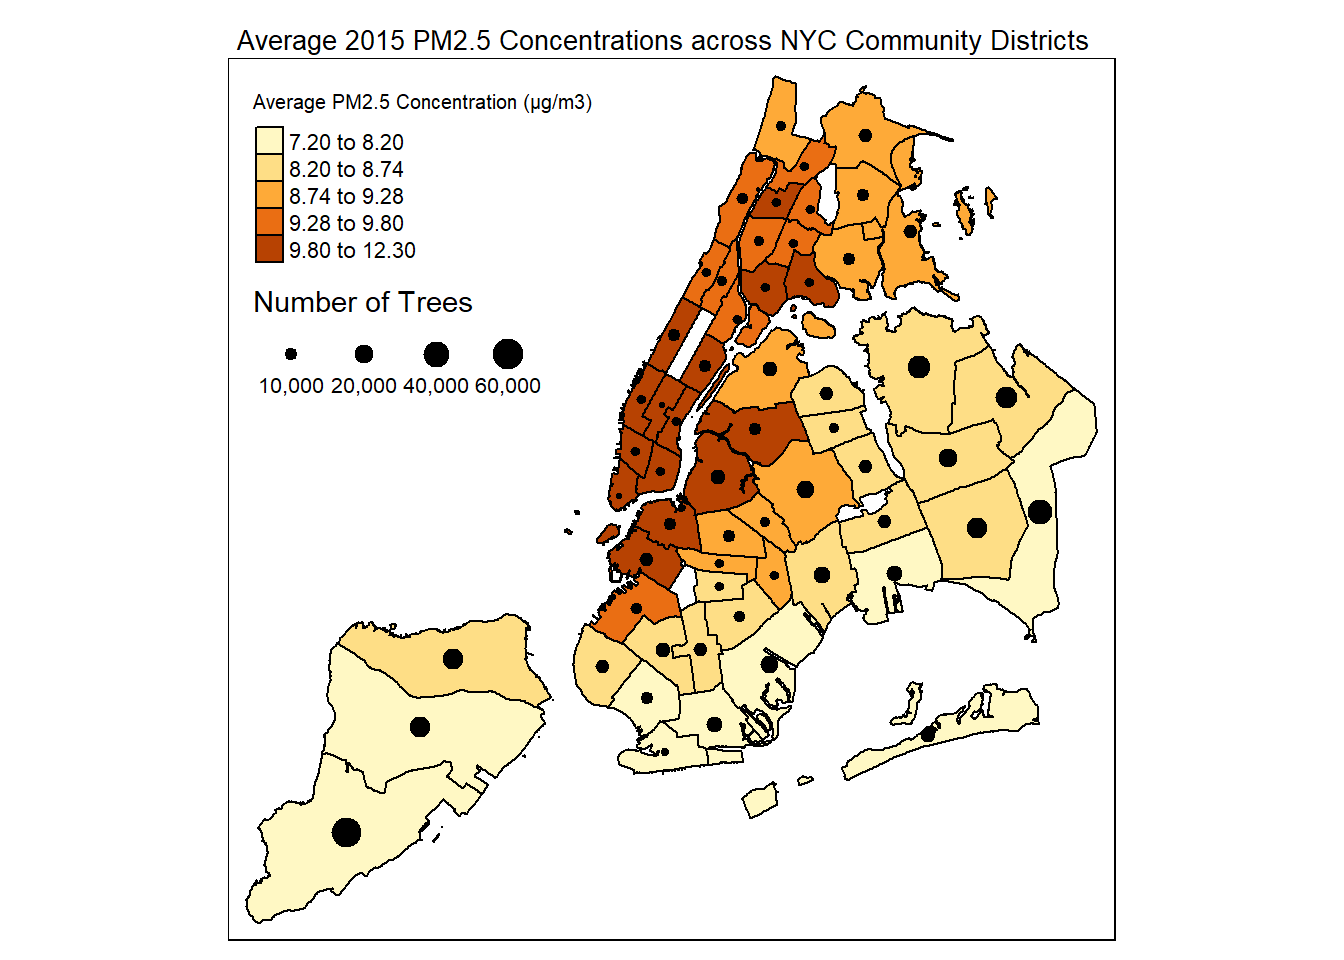 Average 2015 PM2.5 Concentrations across NYC Community Districts
Average PM2.5 Concentration (µg/m3)
7.20 to 8.20
8.20 to 8.74
8.74 to 9.28
9.28 to 9.80
9.80 to 12.30
Number of Trees
10,000 20,000 40,000 60,000